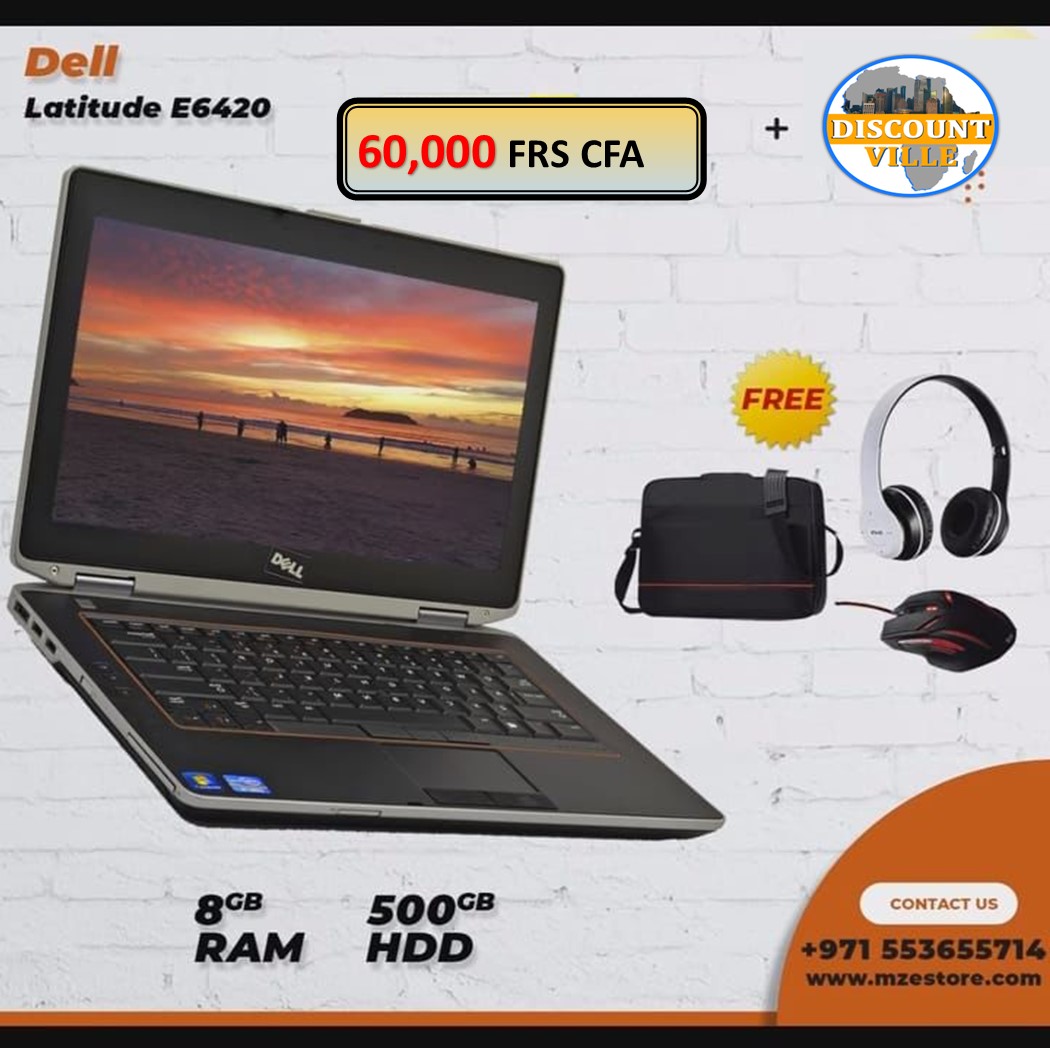 Dell
Latitude E6420
60,000 FRS CFA
+
DISCOUNT
VILLE
FREE
DELL
8GB
RAM
500GB
HDD
CONTACT US
+971 553655714
www.mzestore.com